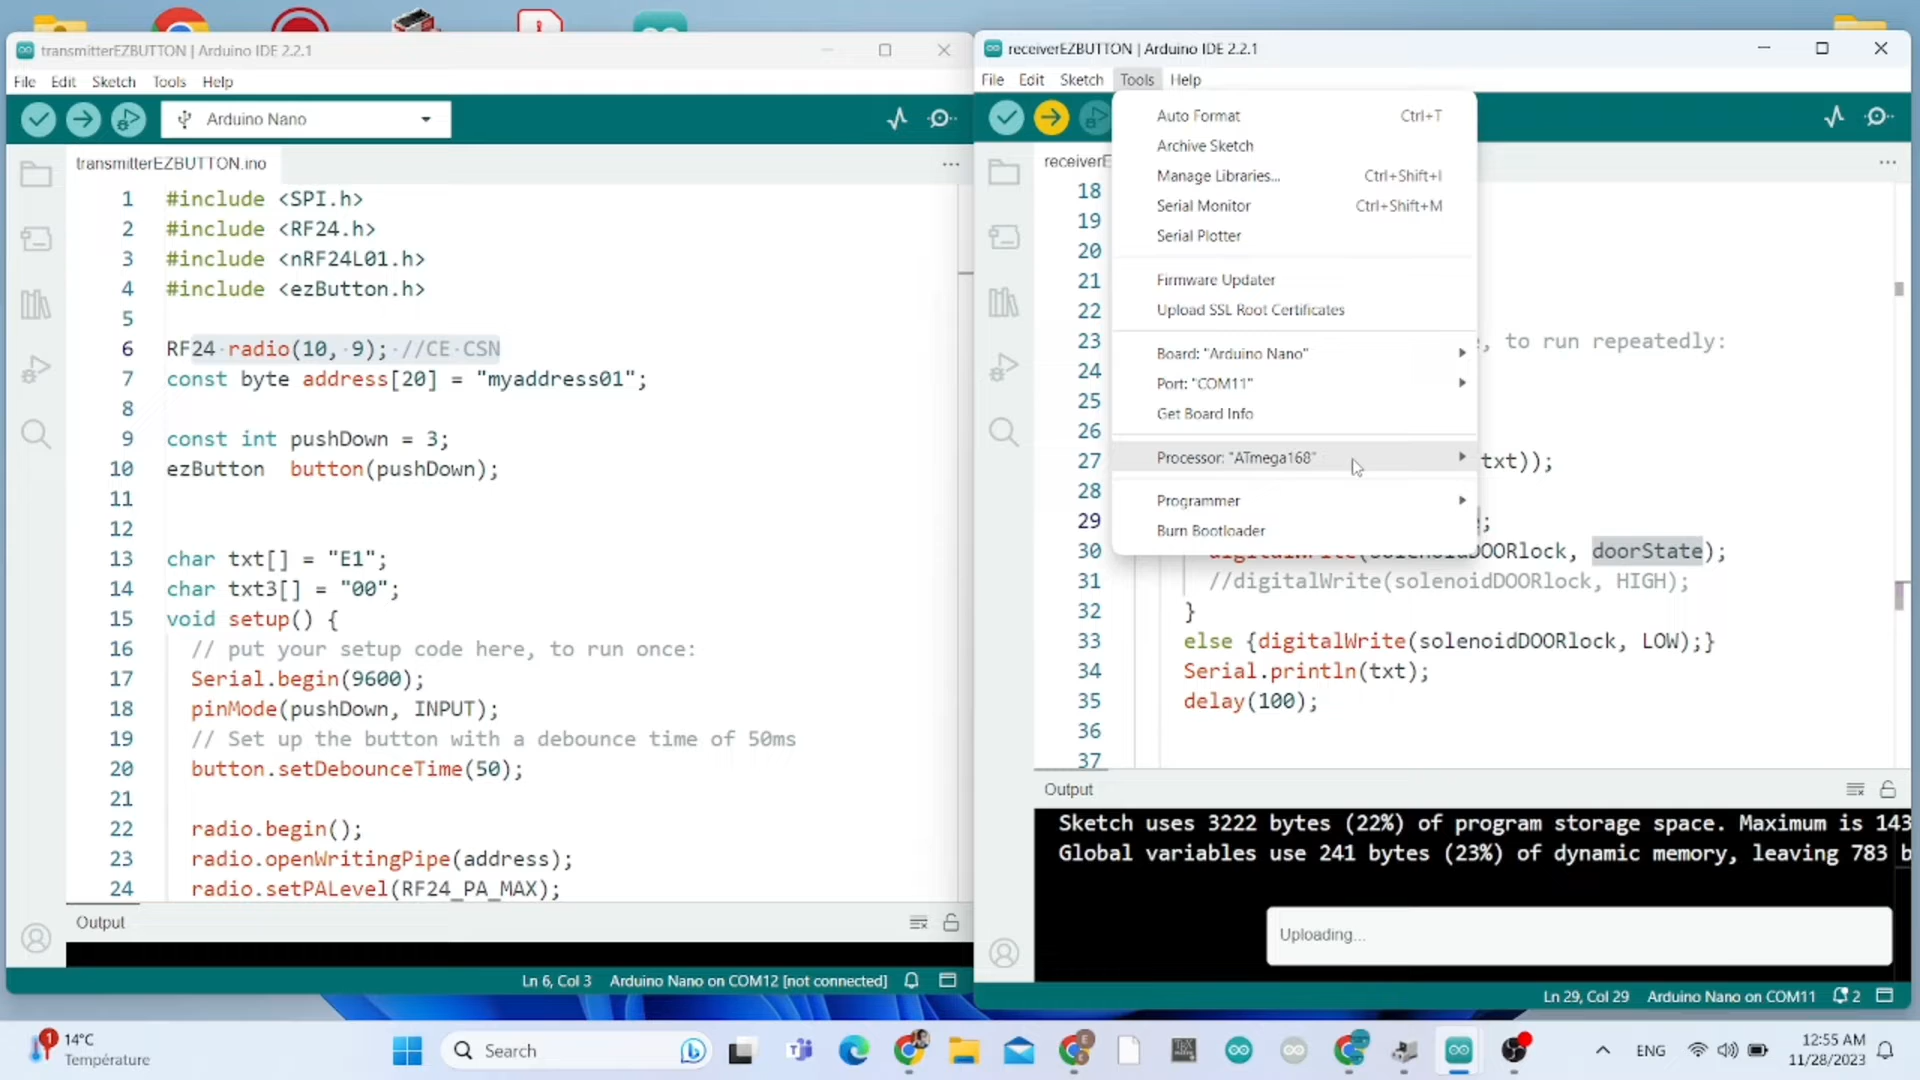 transmitterEZBUTTON | Arduino IDE 2.2.1
File Edit Sketch Tools Help
Arduino Nano
transmitterEZBUTTON.ino
1 #include <SPI.h>
2 #include <RF24.h>
3 #include <nRF24L01.h>
4 #include <ezButton.h>
5
6 RF24 radio(10, 9); //CE CSN
7 const byte address[20] = "myaddress01";
8
9 const int pushDown = 3;
10 ezButton button(pushDown);
11
12
13 char txt[] = "E1";
14 char txt3[] = "00";
15 void setup() {
16 // put your setup code here, to run once:
17 Serial.begin(9600);
18 pinMode(pushDown, INPUT);
19 // Set up the button with a debounce time of 50ms
20 button.setDebounceTime(50);
21
22 radio.begin();
23 radio.openWritingPipe(address);
24 radio.setPALevel(RF24_PA_MAX);
Output
Ln 6, Col 3 Arduino Nano on COM12 [not connected]
receiverEZBUTTON | Arduino IDE 2.2.1
File Edit Sketch Tools Help
receiverE
Auto Format Ctrl+T
Archive Sketch
Manage Libraries... Ctrl+Shift+I
Serial Monitor Ctrl+Shift+M
Serial Plotter
Firmware Updater
Upload SSL Root Certificates
Board: "Arduino Nano"
Port: "COM11"
Get Board Info
Processor: "ATmega168"
Programmer
Burn Bootloader
18
19
20
21
22
23 , to run repeatedly:
24
25
26
27 txt));
28
29 ;
30 digitalWrite(solenoidDOORlock, doorState);
31 //digitalWrite(solenoidDOORlock, HIGH);
32 }
33 else {digitalWrite(solenoidDOORlock, LOW);}
34 Serial.println(txt);
35 delay(100);
36
37
Output
Sketch uses 3222 bytes (22%) of program storage space. Maximum is 143
Global variables use 241 bytes (23%) of dynamic memory, leaving 783 b
Uploading...
Ln 29, Col 29 Arduino Nano on COM11 2
1 14°C
Température
Search
ENG
12:55 AM
11/28/2023